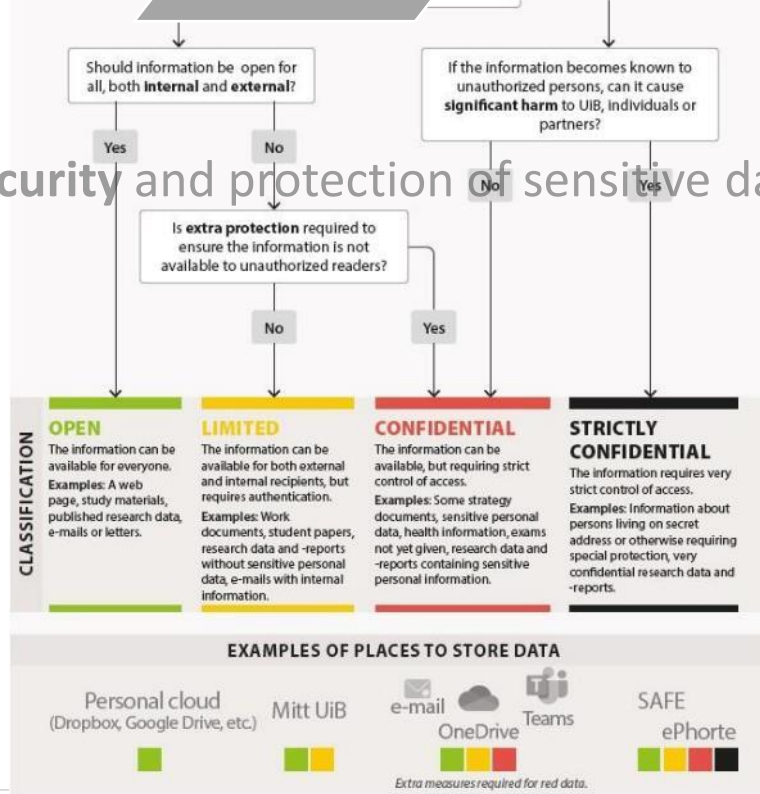 Should information be open for
all, both internal and external?
If the information becomes known to
unauthorized persons, can it cause
significant harm to UiB, individuals or
partners?
Yes
No
curity and protection of sensitive da
No
Yes
Is extra protection required to
ensure the information is not
available to unauthorized readers?
No
Yes
CLASSIFICATION
OPEN
The information can be
available for everyone.
Examples: A web
page, study materials,
published research data,
e-mails or letters.
LIMITED
The information can be
available for both external
and internal recipients, but
requires authentication.
Examples: Work
documents, student papers,
research data and -reports
without sensitive personal
data, e-mails with internal
information.
CONFIDENTIAL
The information can be
available, but requiring strict
control of access.
Examples: Some strategy
documents, sensitive personal
data, health information, exams
not yet given, research data and
-reports containing sensitive
personal information.
STRICTLY
CONFIDENTIAL
The information requires very
strict control of access.
Examples: Information about
persons living on secret
address or otherwise requiring
special protection, very
confidential research data and
-reports.
EXAMPLES OF PLACES TO STORE DATA
Personal cloud
(Dropbox, Google Drive, etc.)
Mitt UiB
e-mail
OneDrive
Teams
SAFE
ePhorte
Extra measures required for red data.